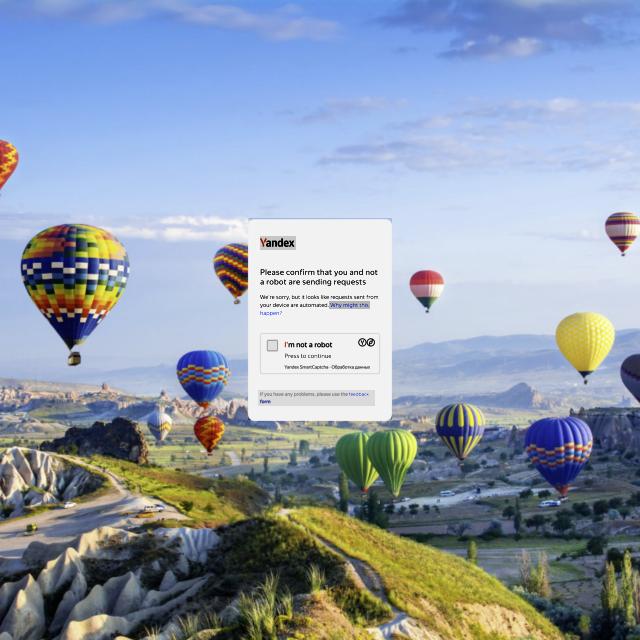 Yandex
Please confirm that you and not
a robot are sending requests
We're sorry, but it looks like requests sent from
your device are automated. Why might this
happen?
I'm not a robot
Press to continue
Yandex SmartCaptcha · Обработка данных
If you have any problems, please use the feedback
form